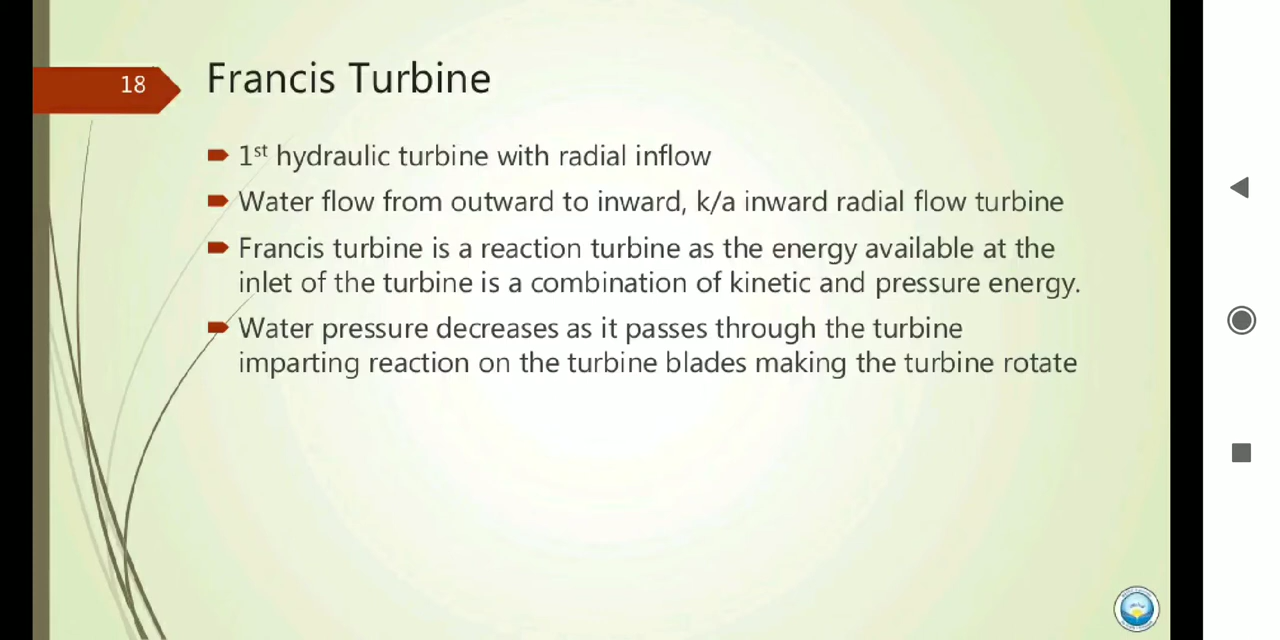 18
Francis Turbine
1st hydraulic turbine with radial inflow
Water flow from outward to inward, k/a inward radial flow turbine
Francis turbine is a reaction turbine as the energy available at the
inlet of the turbine is a combination of kinetic and pressure energy.
Water pressure decreases as it passes through the turbine
imparting reaction on the turbine blades making the turbine rotate